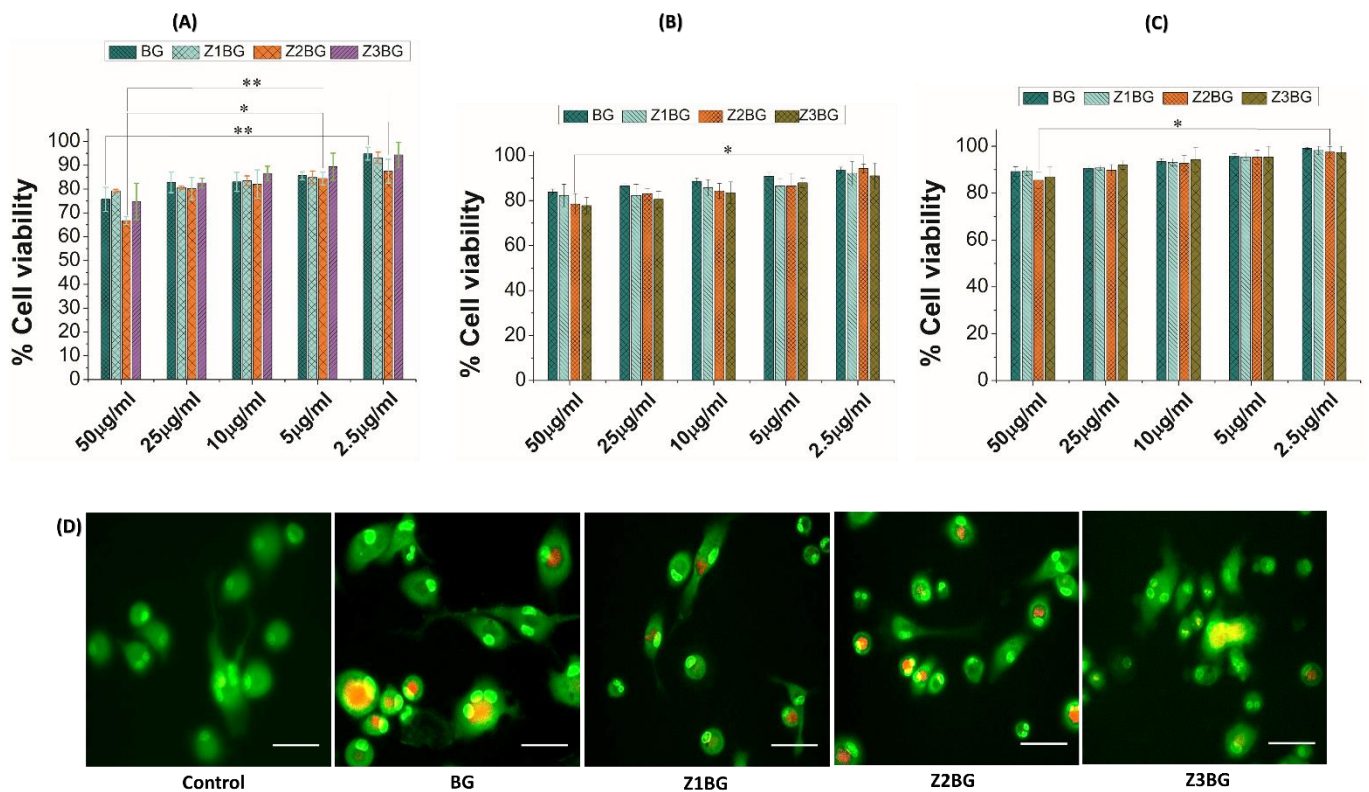 (A)
BG Z1BG Z2BG Z3BG
**
*
**
% Cell viability
100
90
80
70
60
50
40
30
20
10
0
50µg/ml
25µg/ml
10µg/ml
5µg/ml
2.5µg/ml
(B)
BG Z1BG Z2BG Z3BG
*
% Cell viability
100
80
60
40
20
0
50µg/ml
25µg/ml
10µg/ml
5µg/ml
2.5µg/ml
(C)
BG Z1BG Z2BG Z3BG
*
% Cell viability
100
80
60
40
20
0
50µg/ml
25µg/ml
10µg/ml
5µg/ml
2.5µg/ml
(D)
Control
BG
Z1BG
Z2BG
Z3BG